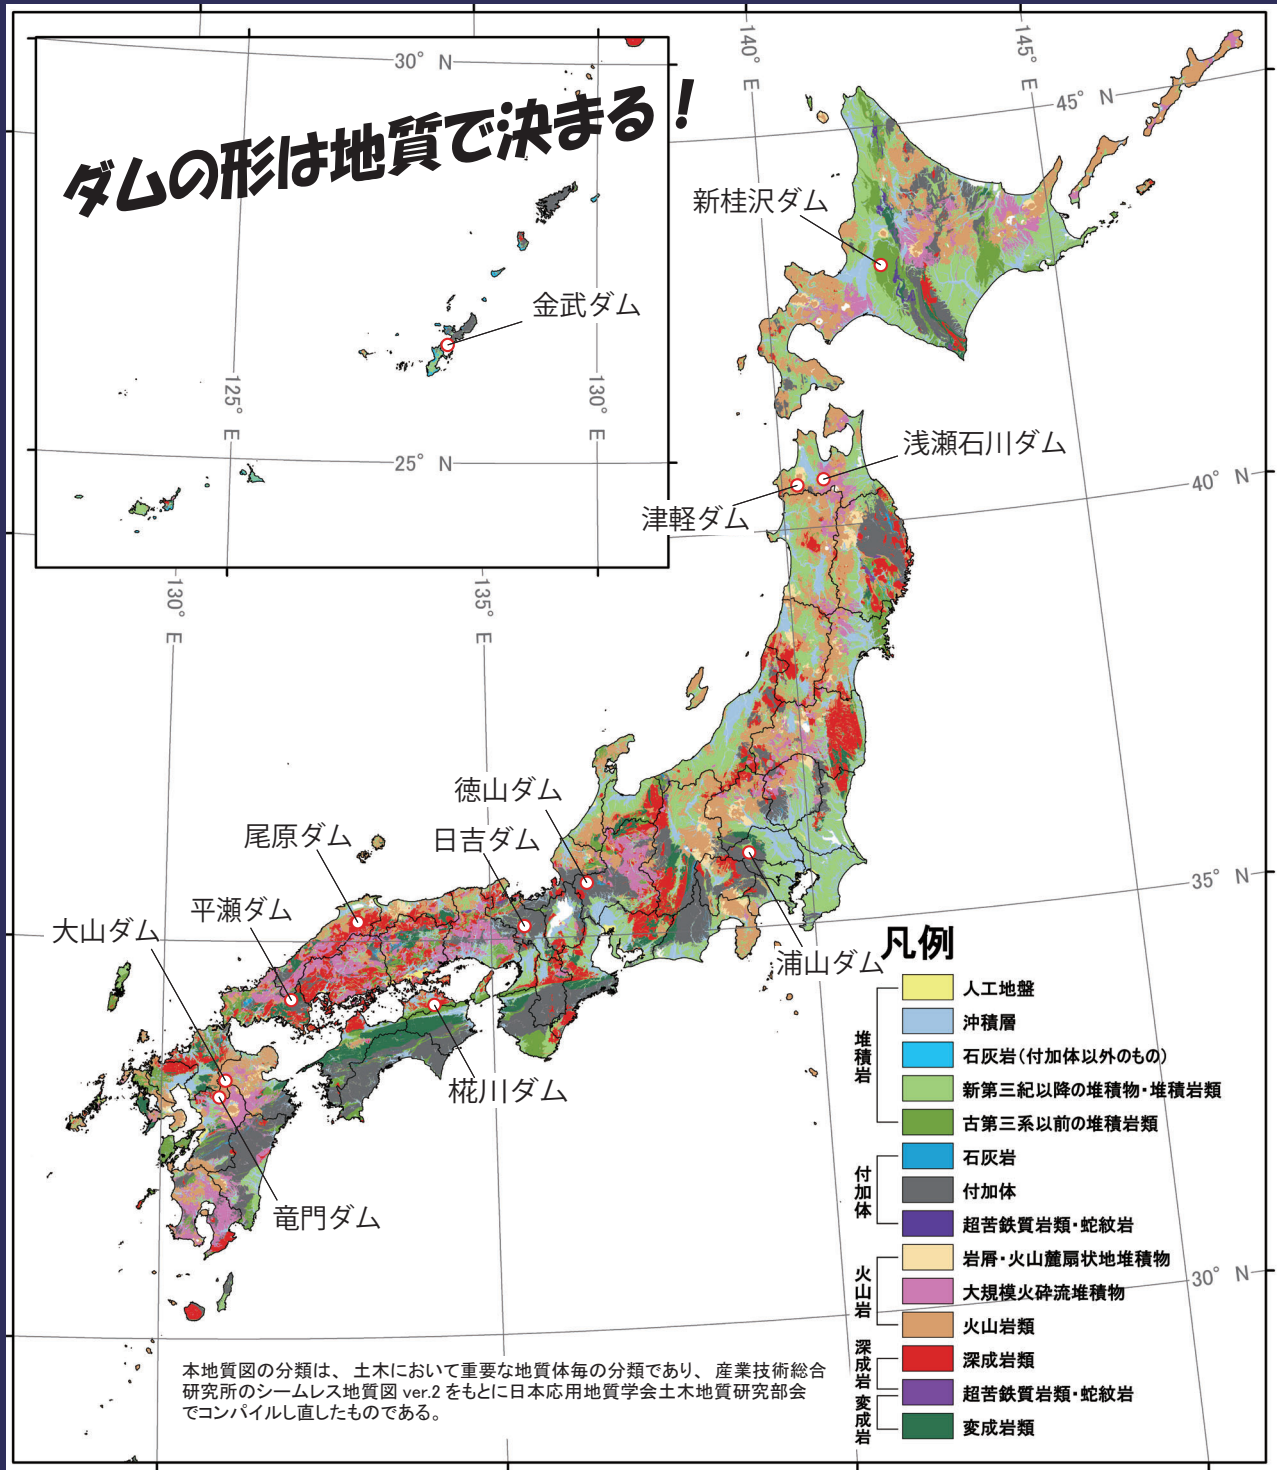 ダムの形は地質で決まる！
30° N
140° E
145° E
45° N
新桂沢ダム
金武ダム
125° E
130° E
25° N
浅瀬石川ダム
津軽ダム
40° N
130° E
135° E
徳山ダム
尾原ダム
日吉ダム
平瀬ダム
大山ダム
35° N
浦山ダム
椛川ダム
竜門ダム
30° N
凡例
堆積岩
人工地盤
沖積層
石灰岩（付加体以外のもの）
新第三紀以降の堆積物・堆積岩類
古第三系以前の堆積岩類
付加体
石灰岩
付加体
超苦鉄質岩類・蛇紋岩
火山岩
岩屑・火山麓扇状地堆積物
大規模火砕流堆積物
火山岩類
深成岩
深成岩類
超苦鉄質岩類・蛇紋岩
変成岩
変成岩類
本地質図の分類は、土木において重要な地質体毎の分類であり、産業技術総合
研究所のシームレス地質図 ver.2 をもとに日本応用地質学会土木地質研究部会
でコンパイルし直したものである。